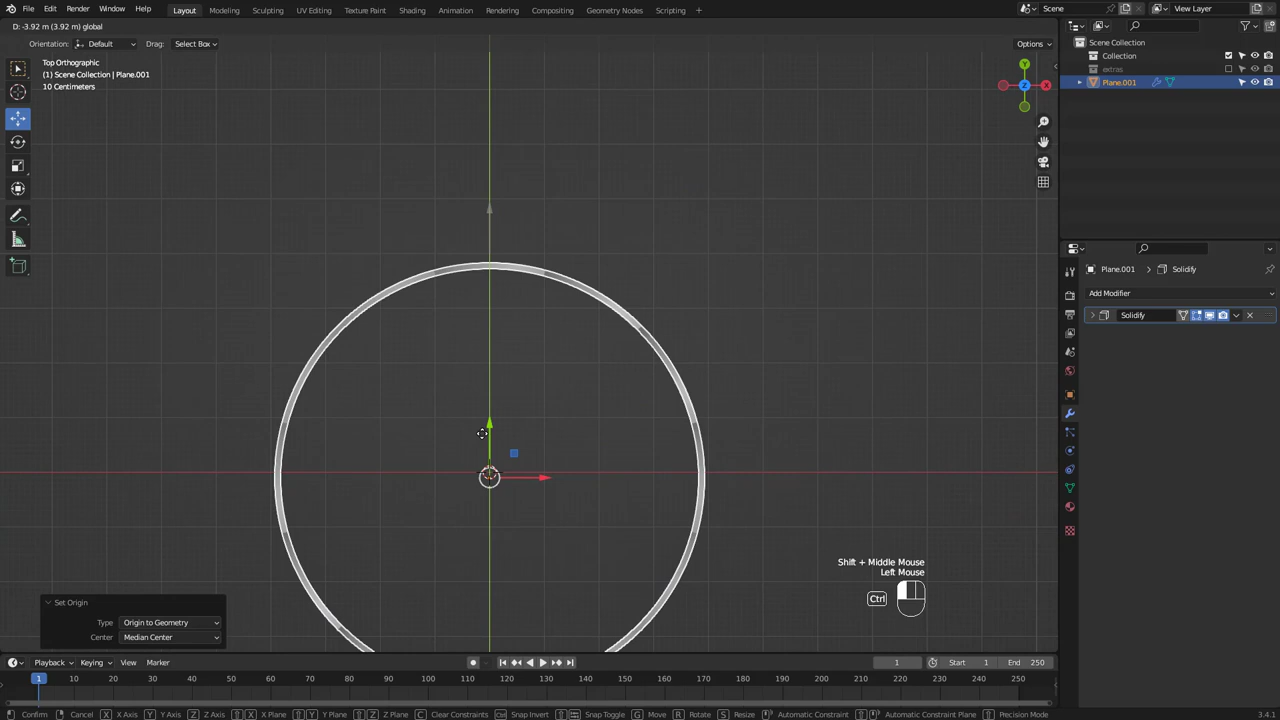 File Edit Render Window Help Layout Modeling Sculpting UV Editing Texture Paint Shading Animation Rendering Compositing Geometry Nodes Scripting + Scene View Layer
D: -3.92 m (3.92 m) global
Orientation: Default Drag: Select Box Options
Top Orthographic
(1) Scene Collection | Plane.001
10 Centimeters
Y
Z
X
Scene Collection
Collection
extras
Plane.001
Plane.001 > Solidify
Add Modifier
Solidify
Shift + Middle Mouse
Left Mouse
Ctrl
Set Origin
Type Origin to Geometry
Center Median Center
Playback Keying View Marker 1 Start 1 End 250
1 10 20 30 40 50 60 70 80 90 100 110 120 130 140 150 160 170 180 190 200 210 220 230 240 250
Confirm Cancel X X Axis Y Y Axis Z Z Axis X X Plane Y Y Plane Z Z Plane C Clear Constraints Snap Invert Snap Toggle G Move R Rotate S Resize Automatic Constraint Automatic Constraint Plane Precision Mode 3.4.1